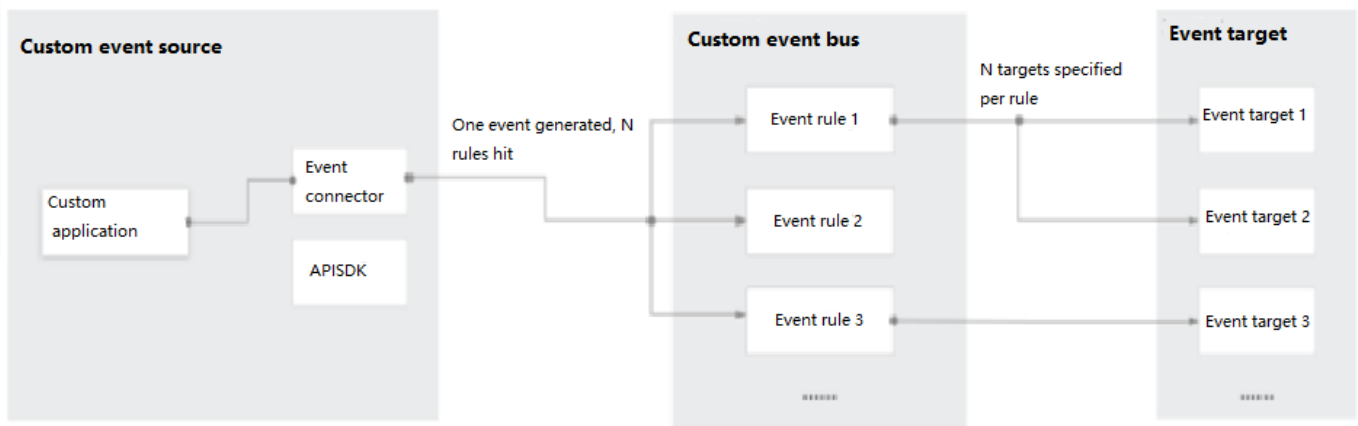 Custom event source
Custom
application
Event
connector
APISDK
One event generated, N
rules hit
Custom event bus
Event rule 1
Event rule 2
Event rule 3
N targets specified
per rule
Event target
Event target 1
Event target 2
Event target 3